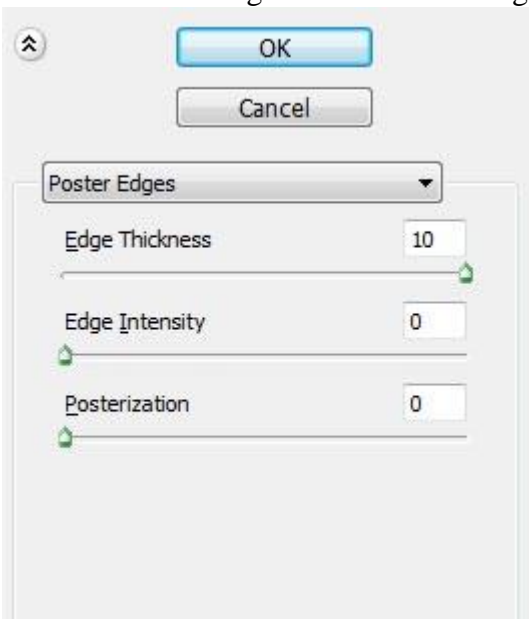 OK
Cancel
Poster Edges
Edge Thickness 10
Edge Intensity 0
Posterization 0